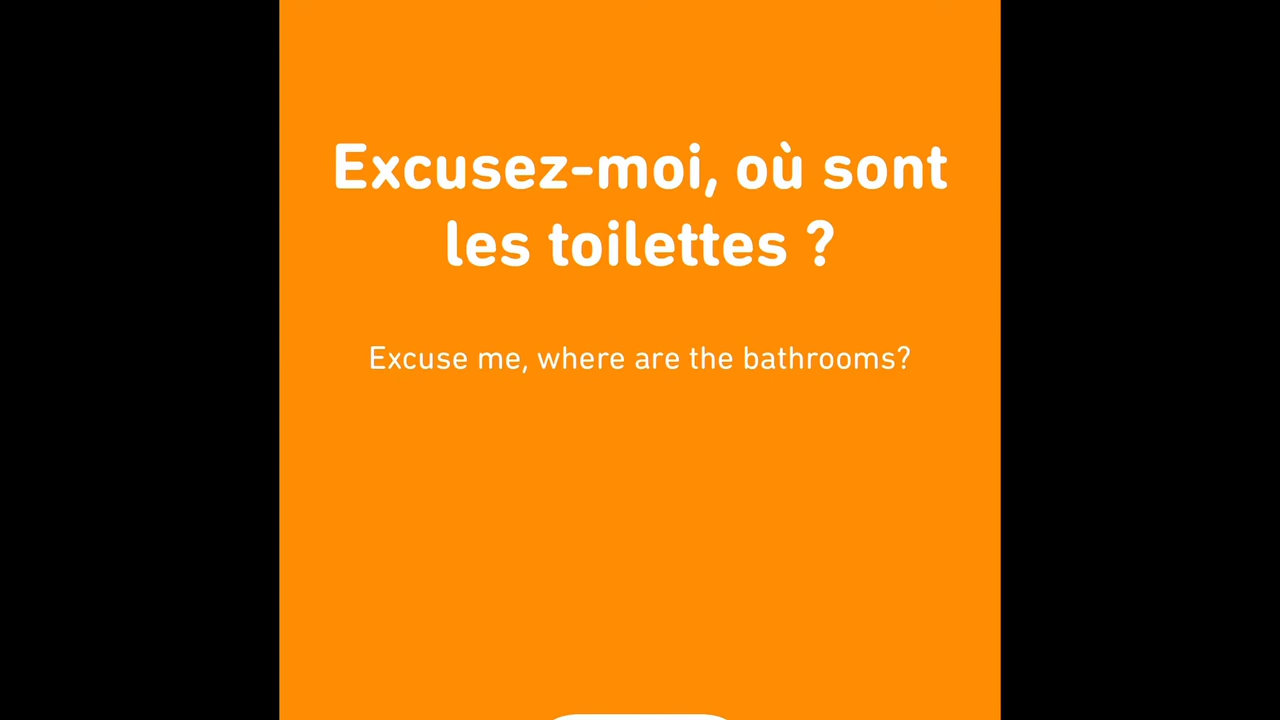 Excusez-moi, où sont
les toilettes ?
Excuse me, where are the bathrooms?